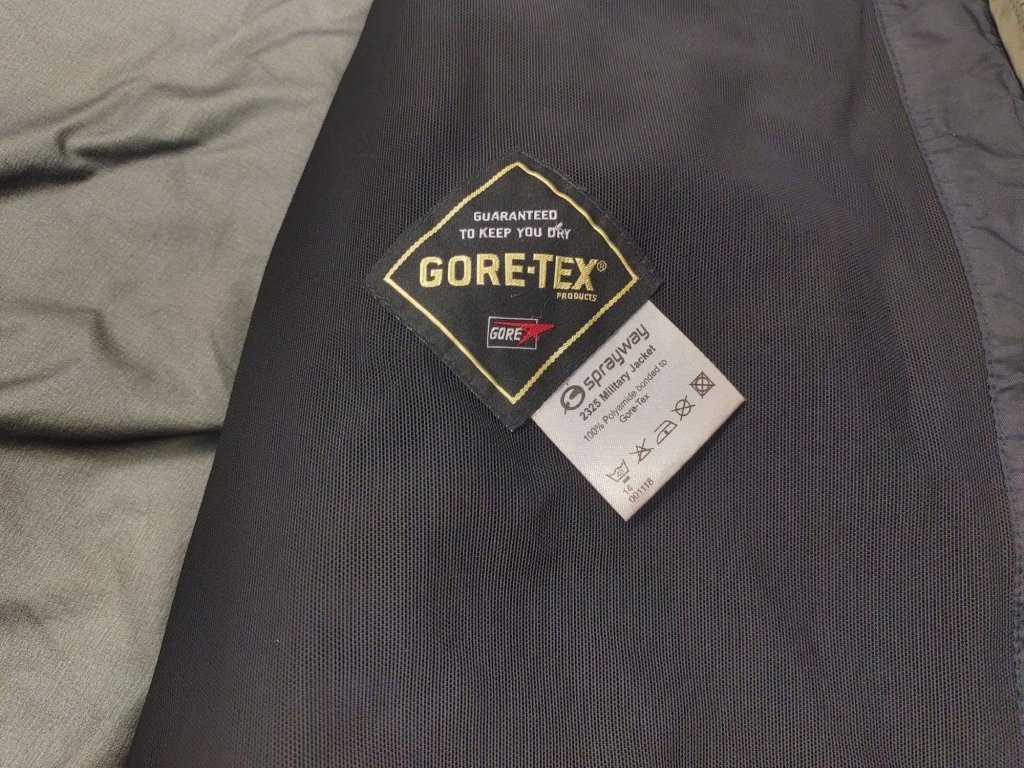 GUARANTEED
TO KEEP YOU DRY
GORE-TEX®
PRODUCTS
GORE
sprayway
2325 Military Jacket
100% Polyamide bonded to
Gore-Tex
40
14
001118